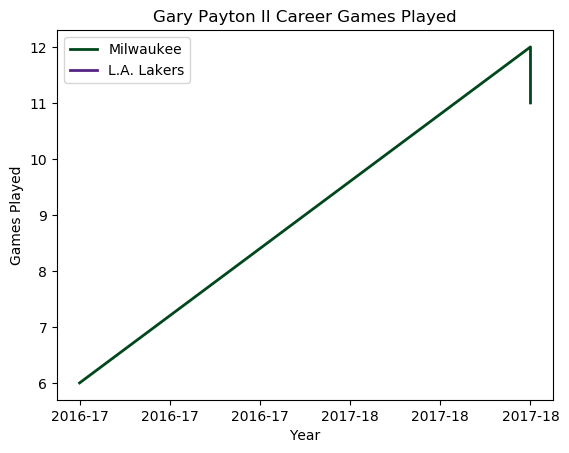 Gary Payton II Career Games Played
Milwaukee
L.A. Lakers
12
11
10
9
8
7
6
Games Played
2016-17 2016-17 2016-17 2017-18 2017-18 2017-18
Year